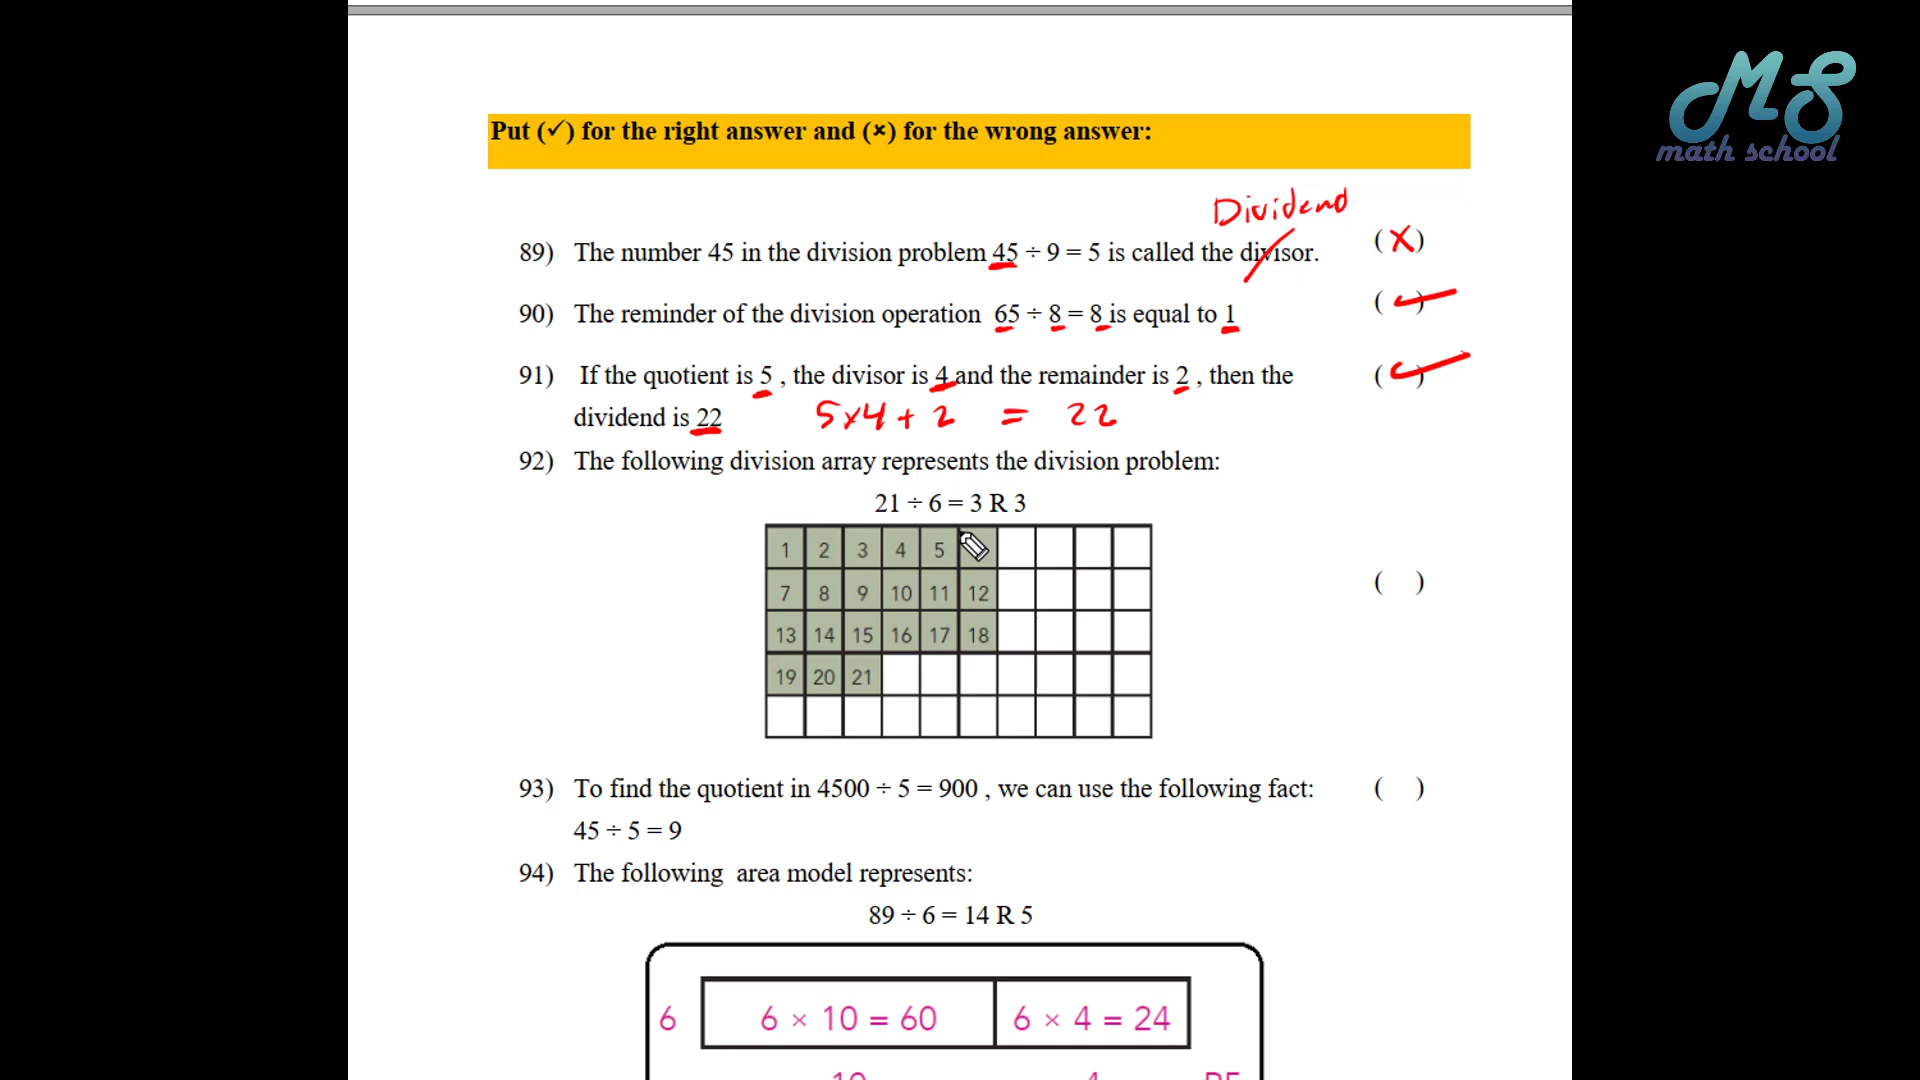 MS
math school
Put (✓) for the right answer and (×) for the wrong answer:
Dividend
89) The number 45 in the division problem 45 ÷ 9 = 5 is called the divisor. (X)
90) The reminder of the division operation 65 ÷ 8 = 8 is equal to 1 (✓)
91) If the quotient is 5 , the divisor is 4 and the remainder is 2 , then the (✓)
dividend is 22 5×4+2 = 22
92) The following division array represents the division problem:
21 ÷ 6 = 3 R 3
1 2 3 4 5
7 8 9 10 11 12
( )
13 14 15 16 17 18
19 20 21
93) To find the quotient in 4500 ÷ 5 = 900 , we can use the following fact: ( )
45 ÷ 5 = 9
94) The following area model represents:
89 ÷ 6 = 14 R 5
6 6 × 10 = 60 6 × 4 = 24